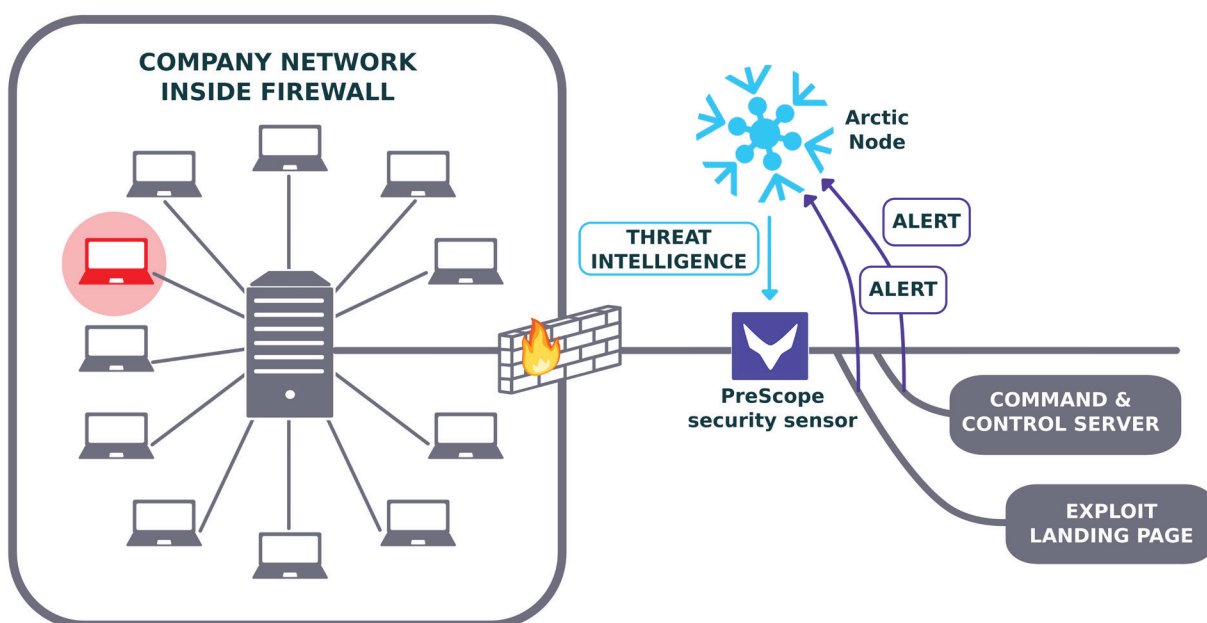 COMPANY NETWORK
INSIDE FIREWALL
Arctic
Node
THREAT
INTELLIGENCE
ALERT
ALERT
PreScope
security sensor
COMMAND &
CONTROL SERVER
EXPLOIT
LANDING PAGE